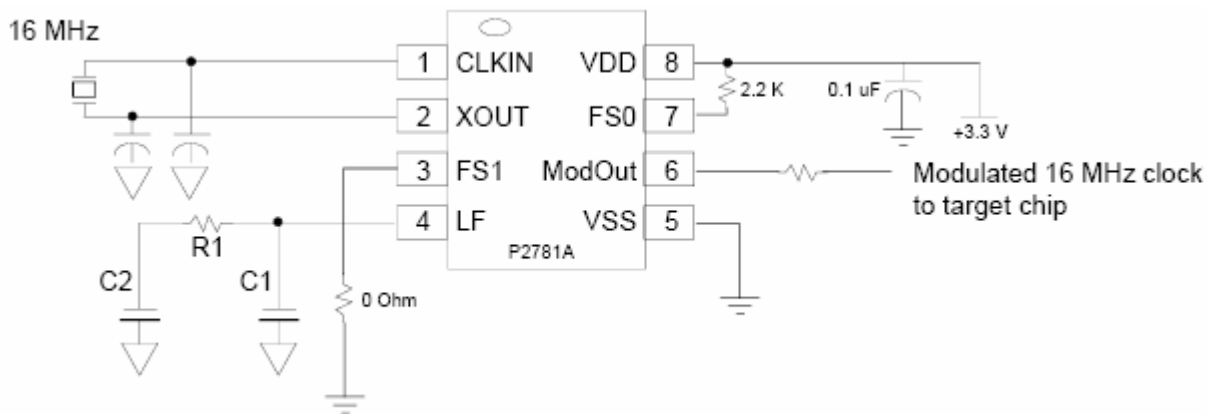 16 MHz
1 CLKIN VDD 8
2 XOUT FS0 7
3 FS1 ModOut 6
4 LF VSS 5
P2781A
2.2 K
0.1 uF
+3.3 V
Modulated 16 MHz clock
to target chip
R1
C2
C1
0 Ohm